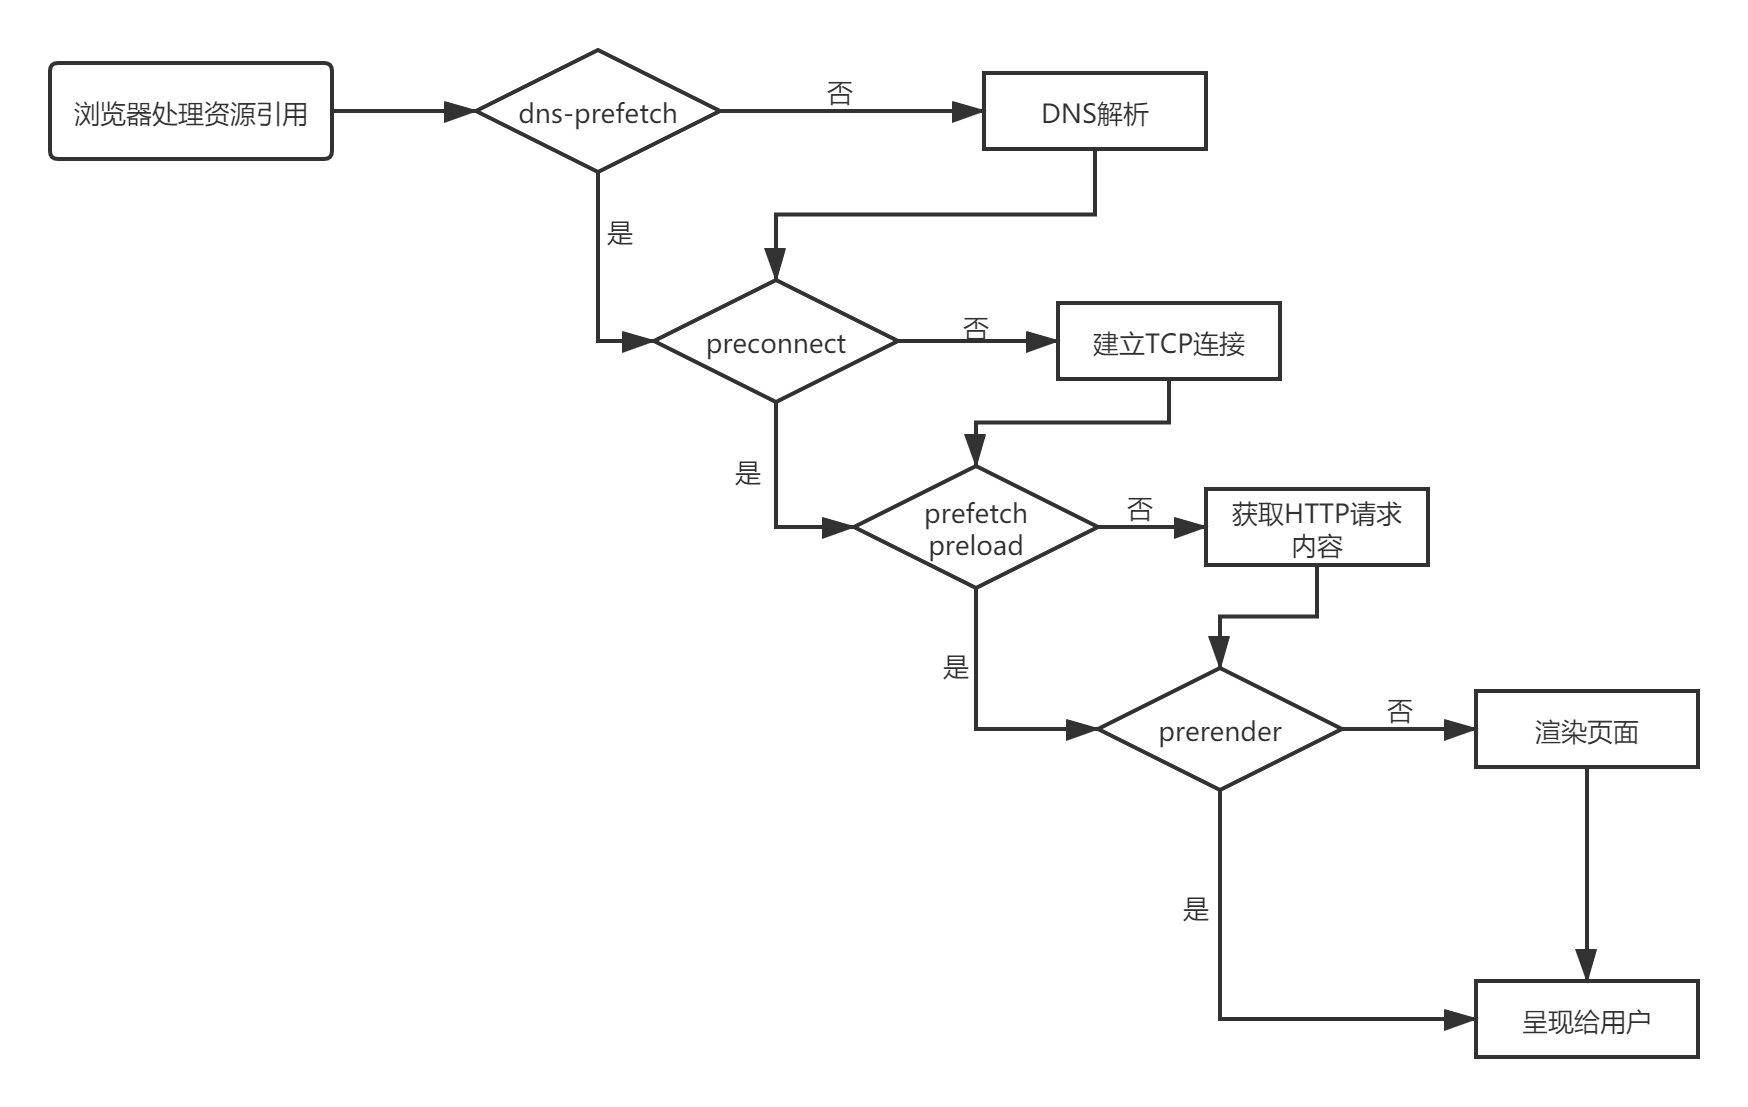 浏览器处理资源引用
dns-prefetch
否
DNS解析
是
preconnect
否
建立TCP连接
是
prefetch
preload
否
获取HTTP请求
内容
是
prerender
否
渲染页面
是
呈现给用户